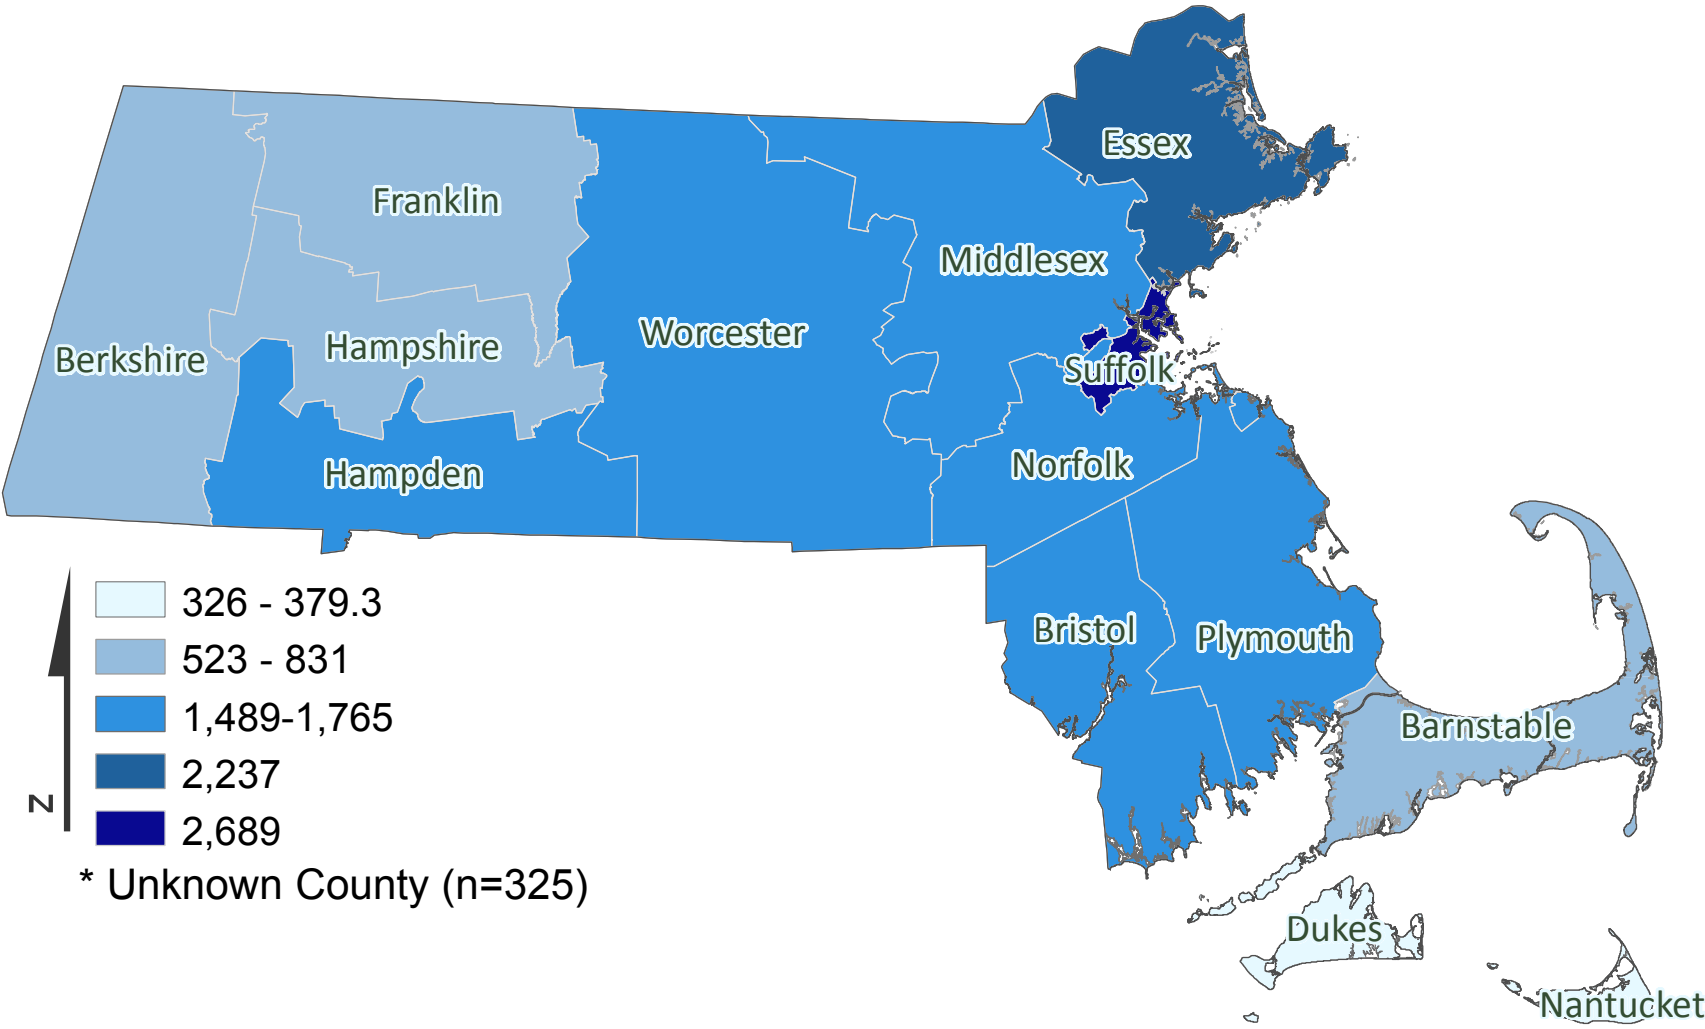 Essex
Franklin
Middlesex
Worcester
Hampshire
Berkshire
Suffolk
Norfolk
Hampden
326 - 379.3
523 - 831
1,489-1,765
2,237
2,689
N
* Unknown County (n=325)
Bristol
Plymouth
Barnstable
Dukes
Nantucket